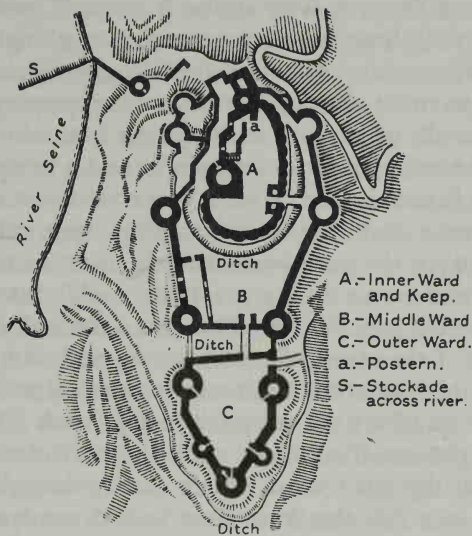 S
River Seine
a
A
Ditch
B
Ditch
C
Ditch
A.-Inner Ward
and Keep.
B.-Middle Ward
C.-Outer Ward.
a.-Postern.
S.-Stockade
across river.